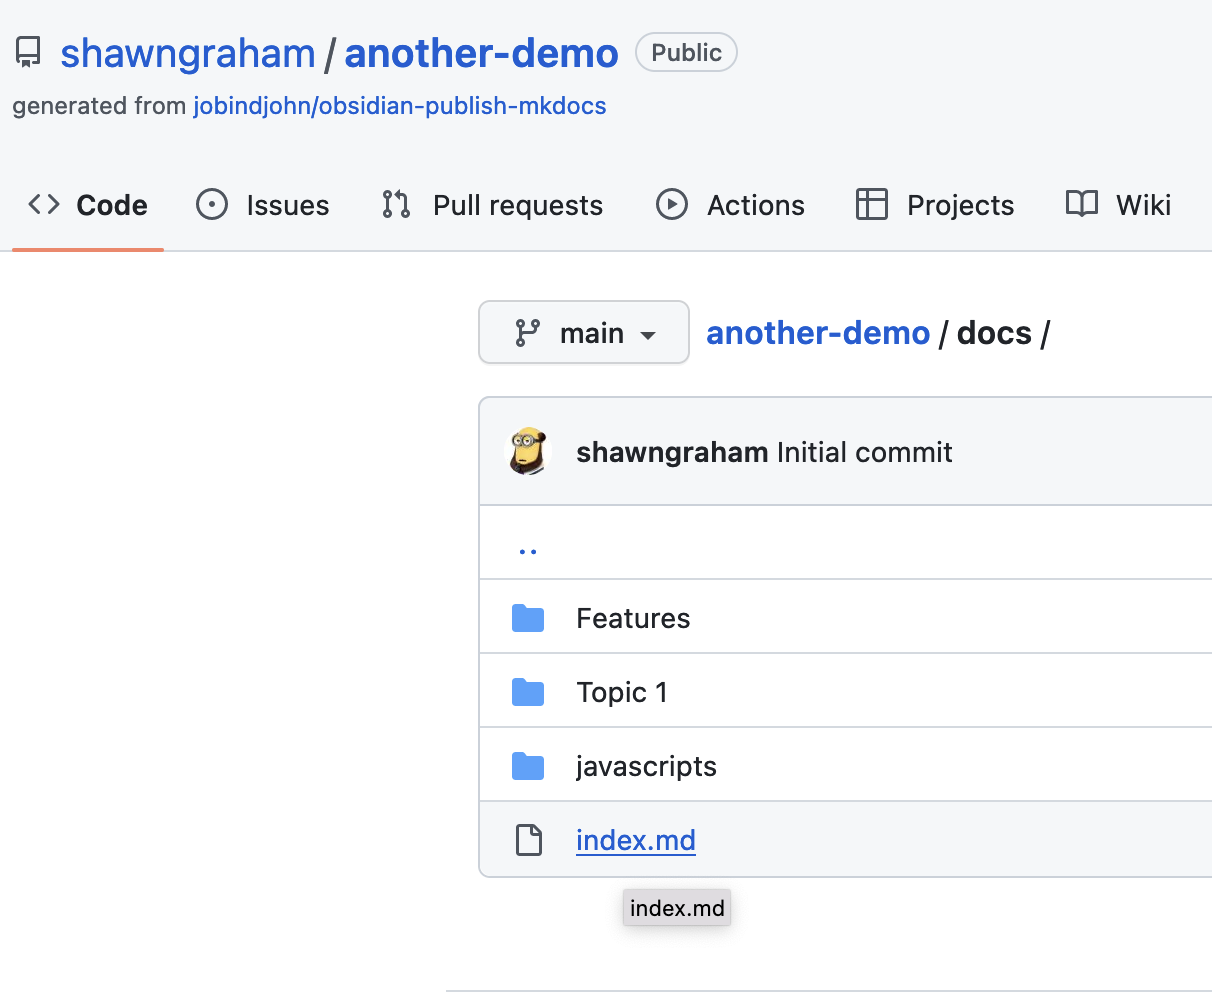 shawngraham / another-demo Public
generated from jobindjohn/obsidian-publish-mkdocs
Code Issues Pull requests Actions Projects Wiki
main another-demo / docs /
shawngraham Initial commit
..
Features
Topic 1
javascripts
index.md
index.md